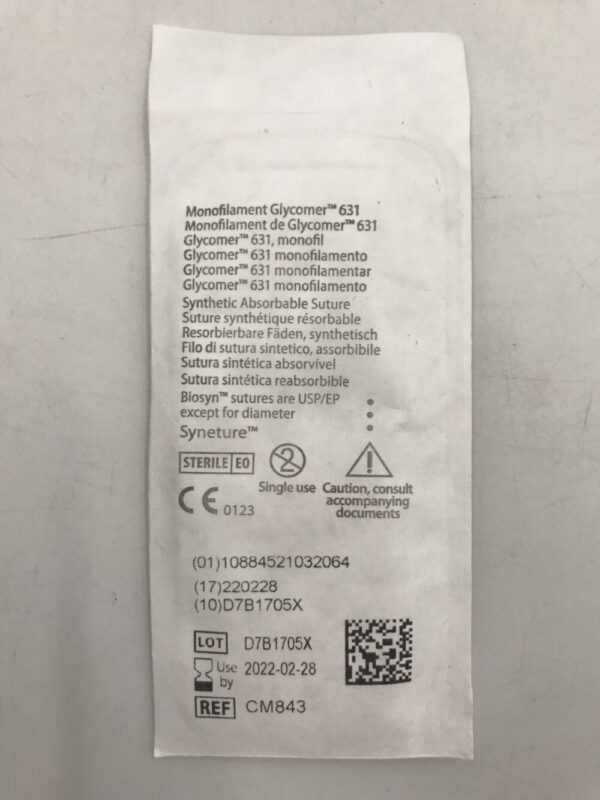 Monofilament Glycomer™ 631
Monofilament de Glycomer™ 631
Glycomer™ 631, monofil
Glycomer™ 631 monofilamento
Glycomer™ 631 monofilamentar
Glycomer™ 631 monofilamento
Synthetic Absorbable Suture
Suture synthétique résorbable
Resorbierbare Fäden, synthetisch
Filo di sutura sintetico, assorbibile
Sutura sintética absorvível
Sutura sintética reabsorbible
Biosyn™ sutures are USP/EP
except for diameter
Syneture™
STERILE EO
2
Single use
Caution, consult
accompanying
documents
CE 0123
(01)10884521032064
(17)220228
(10)D7B1705X
LOT D7B1705X
Use by 2022-02-28
REF CM843